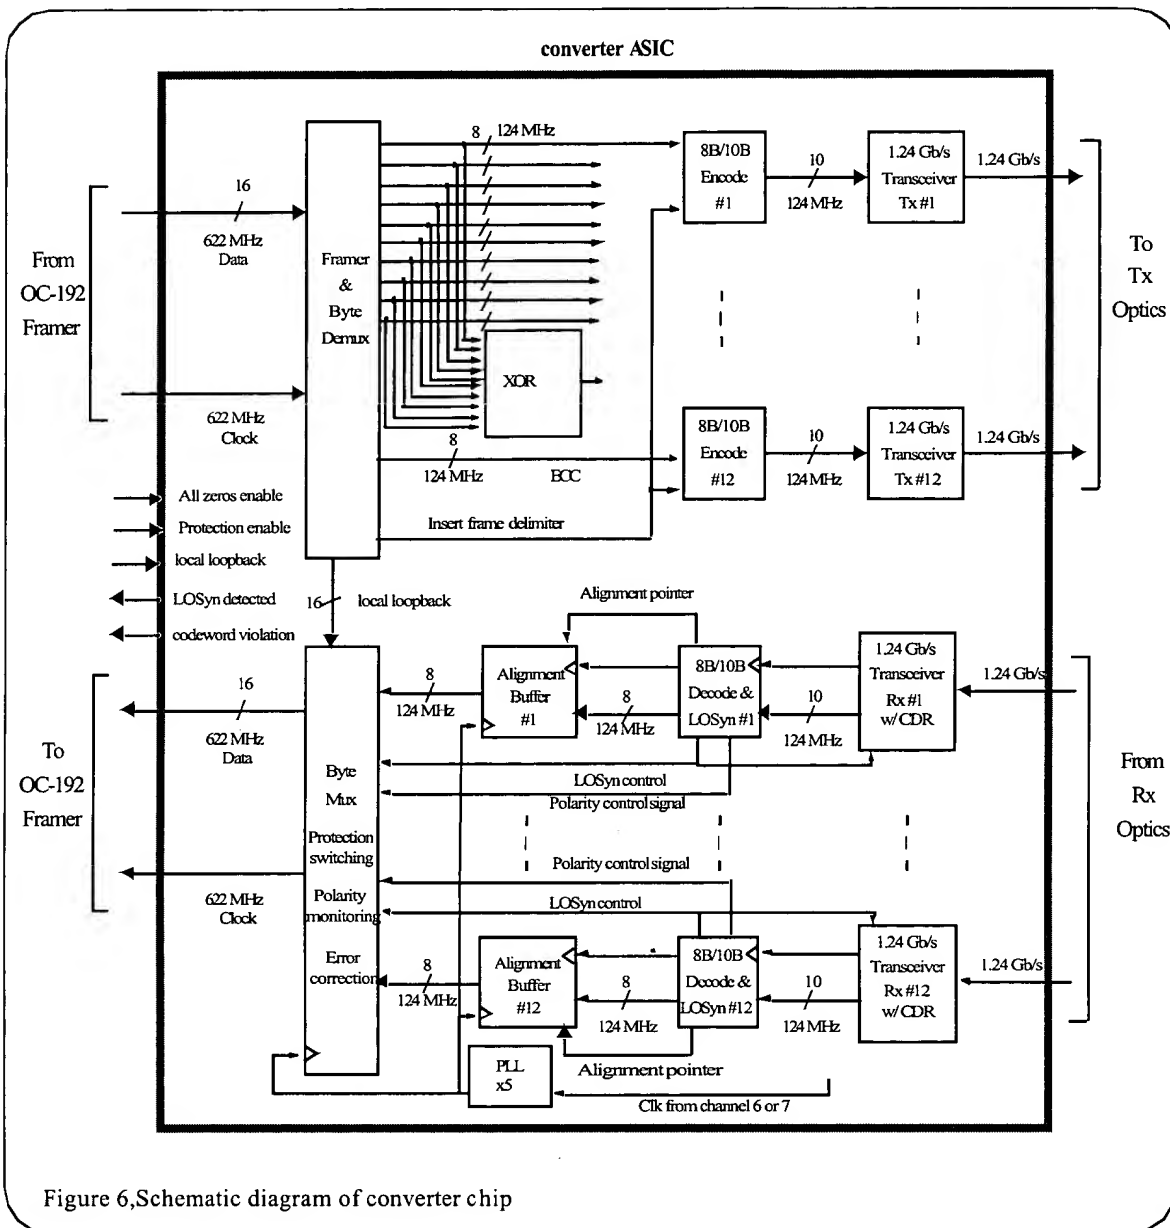 converter ASIC
8 124 MHz
16
622 MHz
Data
From
OC-192
Framer
622 MHz
Clock
Framer
&
Byte
Demux
XOR
8
124 MHz
ECC
Insert frame delimiter
8B/10B
Encode
#1
10
124 MHz
1.24 Gb/s
Transceiver
Tx #1
1.24 Gb/s
8B/10B
Encode
#12
10
124 MHz
1.24 Gb/s
Transceiver
Tx #12
1.24 Gb/s
To
Tx
Optics
All zeros enable
Protection enable
local loopback
LOSyn detected
codeword violation
16 local loopback
To
OC-192
Framer
16
622 MHz
Data
622 MHz
Clock
Byte
Mux
Protection
switching
Polarity
monitoring
Error
correction
Alignment pointer
8
124 MHz
Alignment
Buffer
#1
8
124 MHz
8B/10B
Decode &
LOSyn #1
10
124 MHz
1.24 Gb/s
Transceiver
Rx #1
w/ CDR
1.24 Gb/s
LOSyn control
Polarity control signal
Polarity control signal
LOSyn control
8
124 MHz
Alignment
Buffer
#12
8
124 MHz
8B/10B
Decode &
LOSyn #12
10
124 MHz
1.24 Gb/s
Transceiver
Rx #12
w/ CDR
1.24 Gb/s
From
Rx
Optics
Alignment pointer
PLL
x5
Clk from channel 6 or 7
Figure 6,Schematic diagram of converter chip